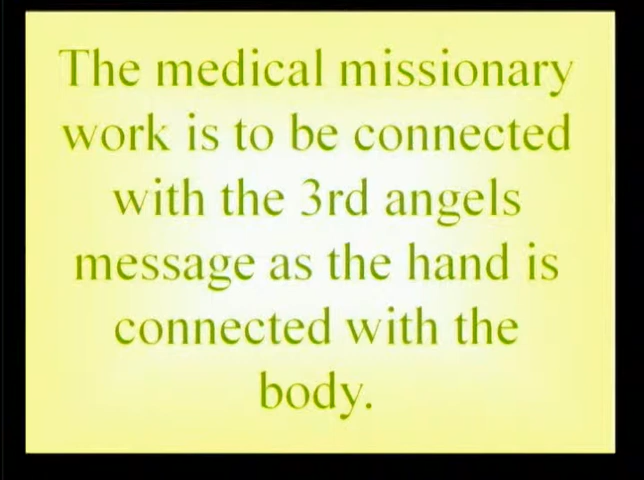 The medical missionary
work is to be connected
with the 3rd angels
message as the hand is
connected with the
body.